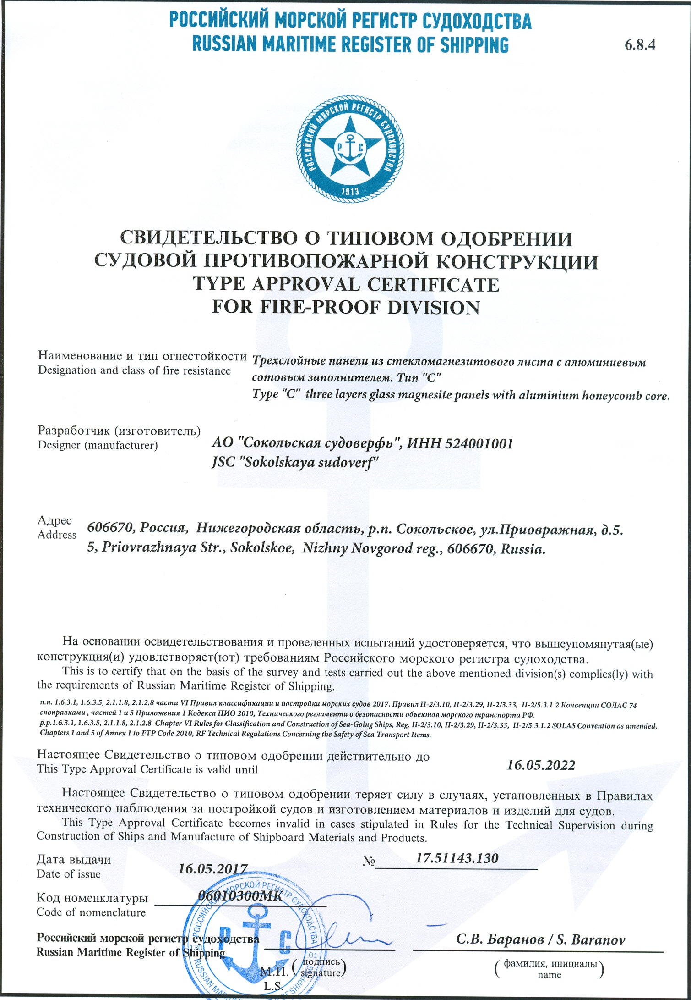 РОССИЙСКИЙ МОРСКОЙ РЕГИСТР СУДОХОДСТВА
RUSSIAN MARITIME REGISTER OF SHIPPING
6.8.4
РОССИЙСКИЙ МОРСКОЙ РЕГИСТР СУДОХОДСТВА
Р С
1913
СВИДЕТЕЛЬСТВО О ТИПОВОМ ОДОБРЕНИИ
СУДОВОЙ ПРОТИВОПОЖАРНОЙ КОНСТРУКЦИИ
TYPE APPROVAL CERTIFICATE
FOR FIRE-PROOF DIVISION
Наименование и тип огнестойкости
Designation and class of fire resistance
Трехслойные панели из стекломагнезитового листа с алюминиевым
сотовым заполнителем. Тип "С"
Type "C" three layers glass magnesite panels with aluminium honeycomb core.
Разработчик (изготовитель)
Designer (manufacturer)
АО "Сокольская судоверфь", ИНН 524001001
JSC "Sokolskaya sudoverf"
Адрес
Address
606670, Россия, Нижегородская область, р.п. Сокольское, ул.Приовражная, д.5.
5, Priovrazhnaya Str., Sokolskoe, Nizhny Novgorod reg., 606670, Russia.
На основании освидетельствования и проведенных испытаний удостоверяется, что вышеупомянутая(ые)
конструкция(и) удовлетворяет(ют) требованиям Российского морского регистра судоходства.
This is to certify that on the basis of the survey and tests carried out the above mentioned division(s) complies(ly) with
the requirements of Russian Maritime Register of Shipping.
п.п. 1.6.3.1, 1.6.3.5, 2.1.1.8, 2.1.2.8 части VI Правил классификации и постройки морских судов 2017, Правил II-2/3.10, II-2/3.29, II-2/3.33, II-2/5.3.1.2 Конвенции СОЛАС 74
споправками , частей 1 и 5 Приложения 1 Кодекса ПИО 2010, Технического регламента о безопасности объектов морского транспорта РФ.
p.p.1.6.3.1, 1.6.3.5, 2.1.1.8, 2.1.2.8 Chapter VI Rules for Classification and Construction of Sea-Going Ships, Reg. II-2/3.10, II-2/3.29, II-2/3.33, II-2/5.3.1.2 SOLAS Convention as amended,
Chapters 1 and 5 of Annex 1 to FTP Code 2010, RF Technical Regulations Concerning the Safety of Sea Transport Items.
Настоящее Свидетельство о типовом одобрении действительно до
This Type Approval Certificate is valid until
16.05.2022
Настоящее Свидетельство о типовом одобрении теряет силу в случаях, установленных в Правилах
технического наблюдения за постройкой судов и изготовлением материалов и изделий для судов.
This Type Approval Certificate becomes invalid in cases stipulated in Rules for the Technical Supervision during
Construction of Ships and Manufacture of Shipboard Materials and Products.
Дата выдачи
Date of issue
16.05.2017
№ 17.51143.130
Код номенклатуры
Code of nomenclature
06010300МК
РОССИЙСКИЙ МОРСКОЙ РЕГИСТР СУДОХОДСТВА
Р С
130
01
RUSSIAN OF SHIPPING
Российский морской регистр судоходства
Russian Maritime Register of Shipping
С.В. Баранов / S. Baranov
М.П.
L.S.
(подпись
signature)
(фамилия, инициалы
name)